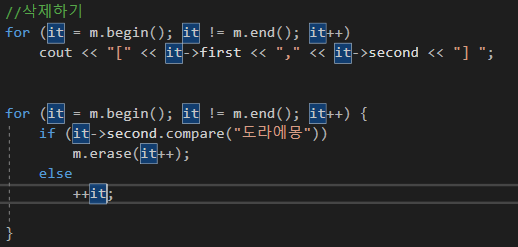 //삭제하기
for (it = m.begin(); it != m.end(); it++)
cout << "[" << it->first << "," << it->second << "] ";
for (it = m.begin(); it != m.end(); it++) {
if (it->second.compare("도라에몽"))
m.erase(it++);
else
++it;
}